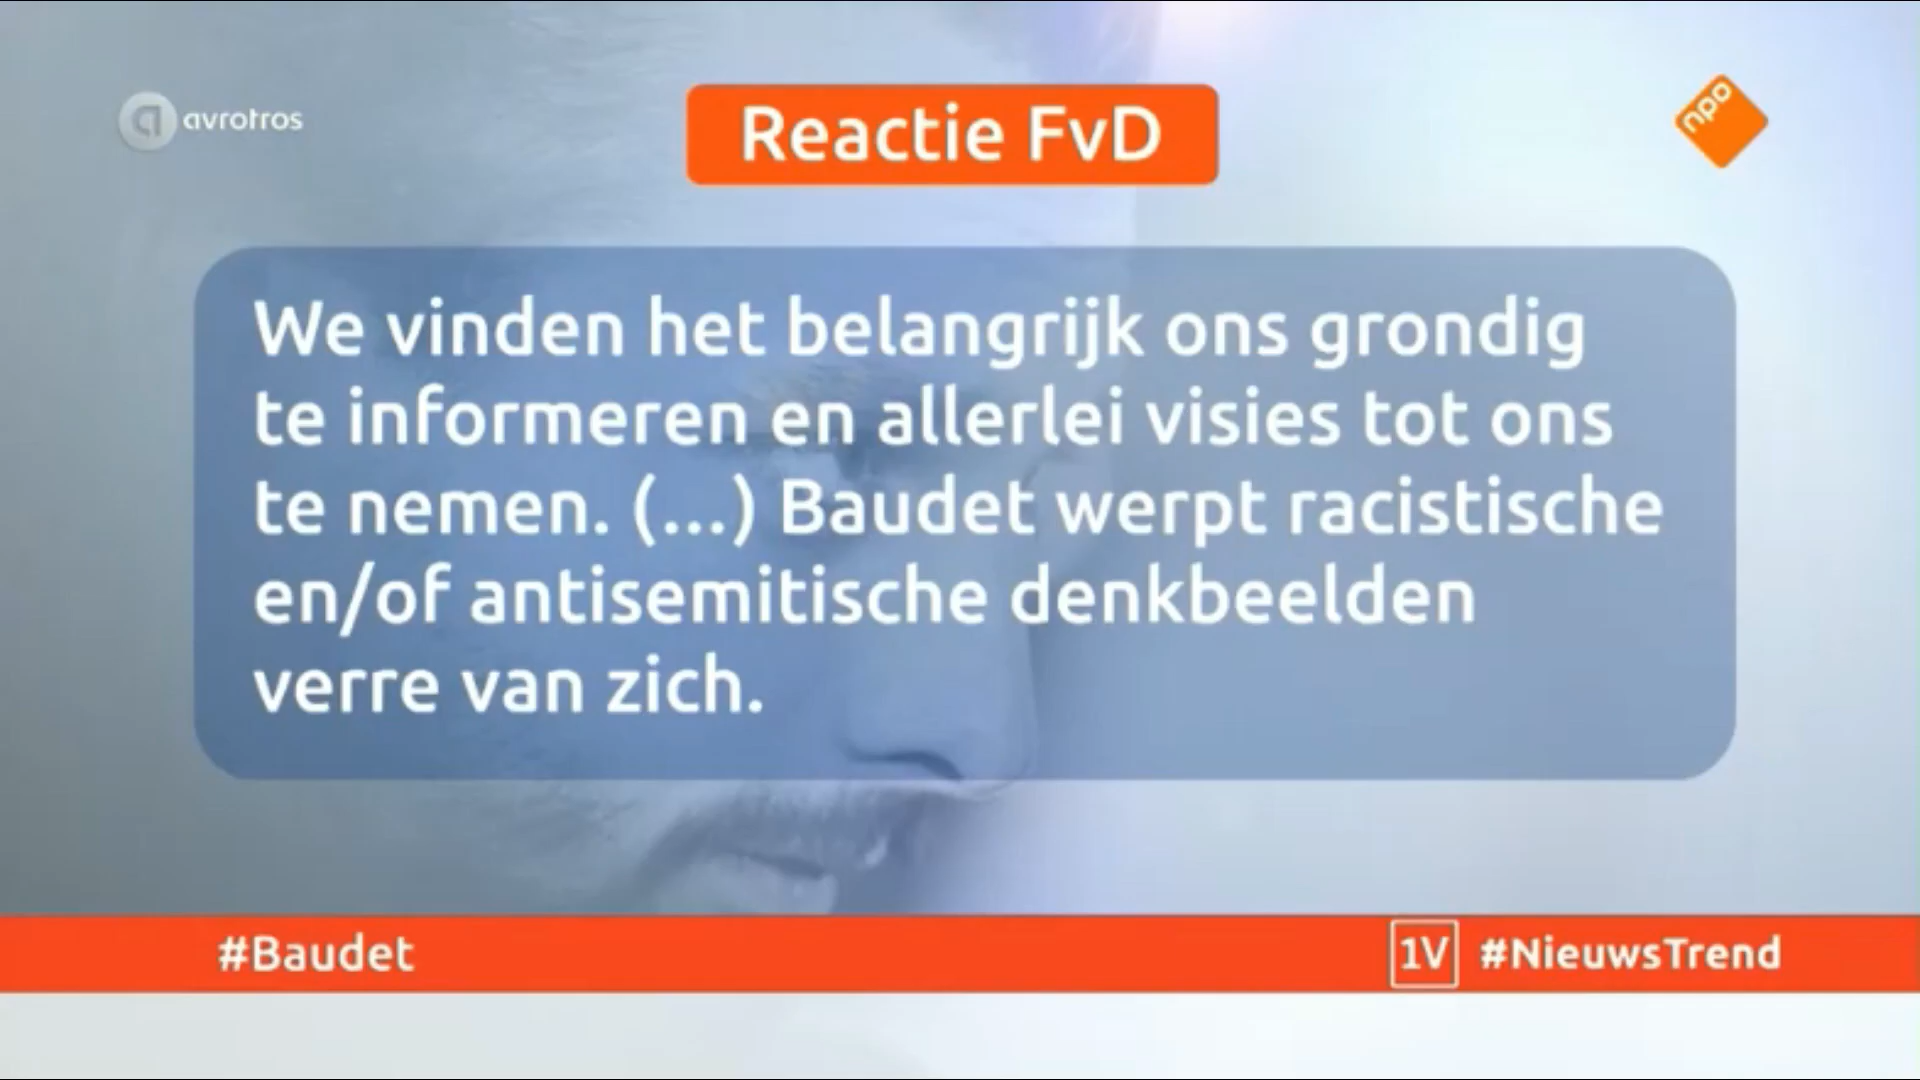 avrotros
Reactie FvD
npo
We vinden het belangrijk ons grondig
te informeren en allerlei visies tot ons
te nemen. (...) Baudet werpt racistische
en/of antisemitische denkbeelden
verre van zich.
#Baudet
1V #NieuwsTrend